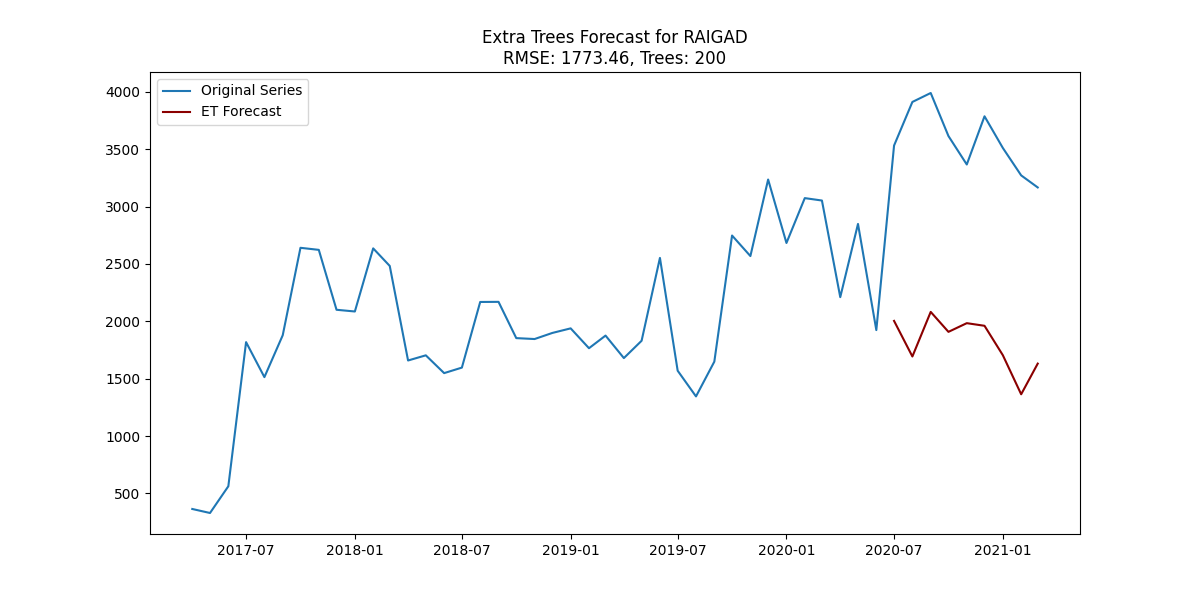 Extra Trees Forecast for RAIGAD
RMSE: 1773.46, Trees: 200
Original Series
ET Forecast
4000
3500
3000
2500
2000
1500
1000
500
2017-07 2018-01 2018-07 2019-01 2019-07 2020-01 2020-07 2021-01